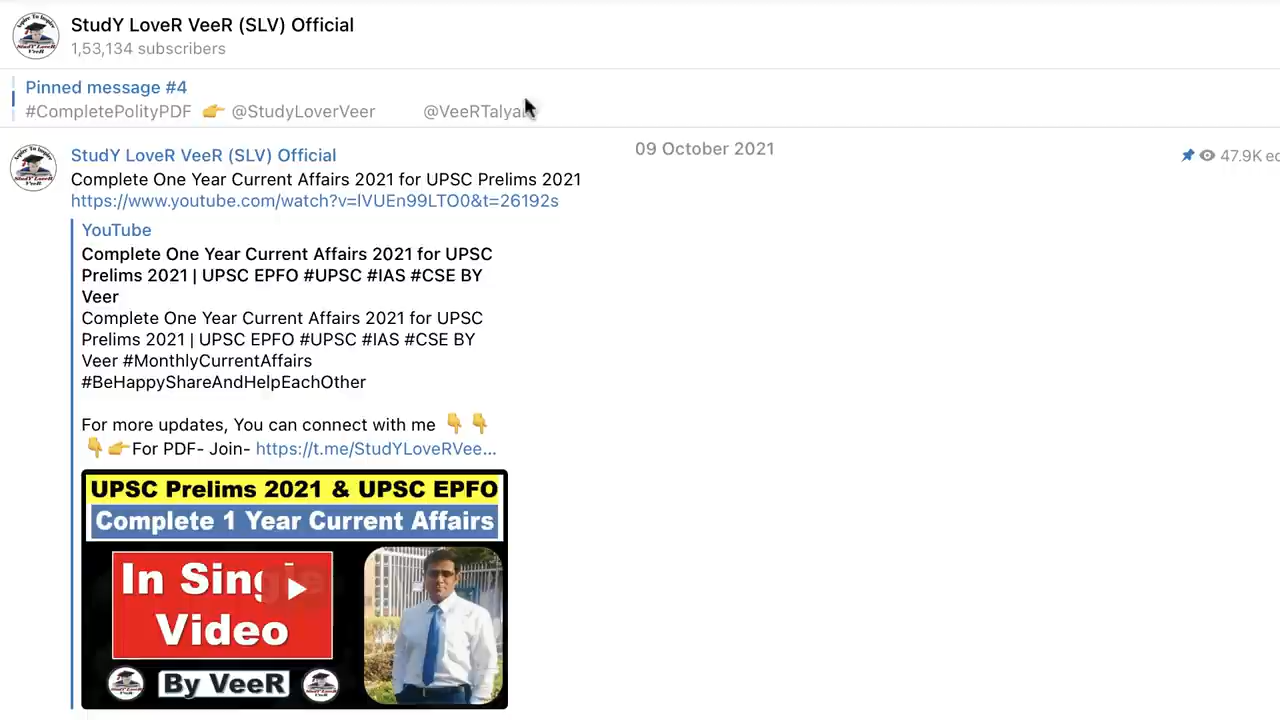 StudY LoveR VeeR (SLV) Official
1,53,134 subscribers
Pinned message #4
#CompletePolityPDF 👉 @StudyLoverVeer @VeeRTalya
09 October 2021
StudY LoveR VeeR (SLV) Official
47.9K
Complete One Year Current Affairs 2021 for UPSC Prelims 2021
https://www.youtube.com/watch?v=lVUEn99LTO0&t=26192s
YouTube
Complete One Year Current Affairs 2021 for UPSC
Prelims 2021 | UPSC EPFO #UPSC #IAS #CSE BY
Veer
Complete One Year Current Affairs 2021 for UPSC
Prelims 2021 | UPSC EPFO #UPSC #IAS #CSE BY
Veer #MonthlyCurrentAffairs
#BeHappyShareAndHelpEachOther
For more updates, You can connect with me 👇👇
👇👉For PDF- Join- https://t.me/StudYLoveRVee...
UPSC Prelims 2021 & UPSC EPFO
Complete 1 Year Current Affairs
In Single
Video
By VeeR